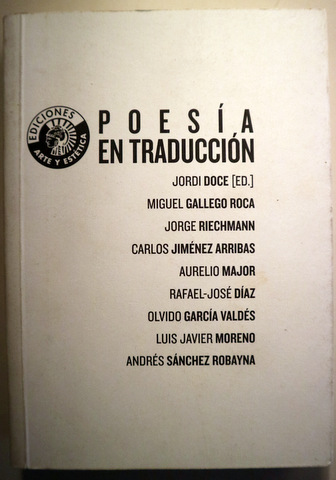 EDICIONES
ARTE Y ESTÉTICA
POESÍA
EN TRADUCCIÓN
JORDI DOCE [ED.]
MIGUEL GALLEGO ROCA
JORGE RIECHMANN
CARLOS JIMÉNEZ ARRIBAS
AURELIO MAJOR
RAFAEL-JOSÉ DÍAZ
OLVIDO GARCÍA VALDÉS
LUIS JAVIER MORENO
ANDRÉS SÁNCHEZ ROBAYNA